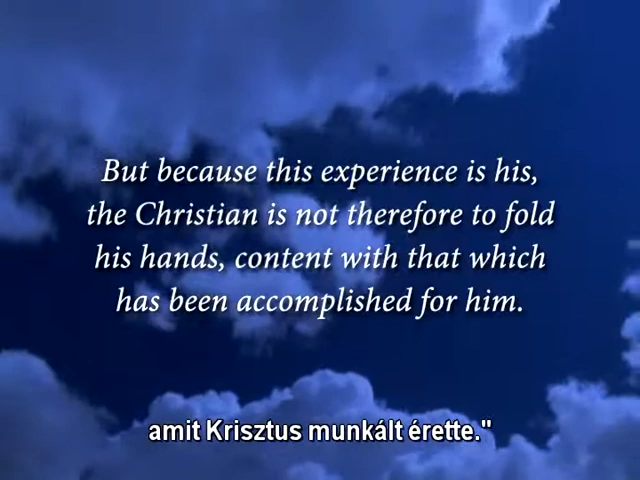 But because this experience is his,
the Christian is not therefore to fold
his hands, content with that which
has been accomplished for him.
amit Krisztus munkált érette."